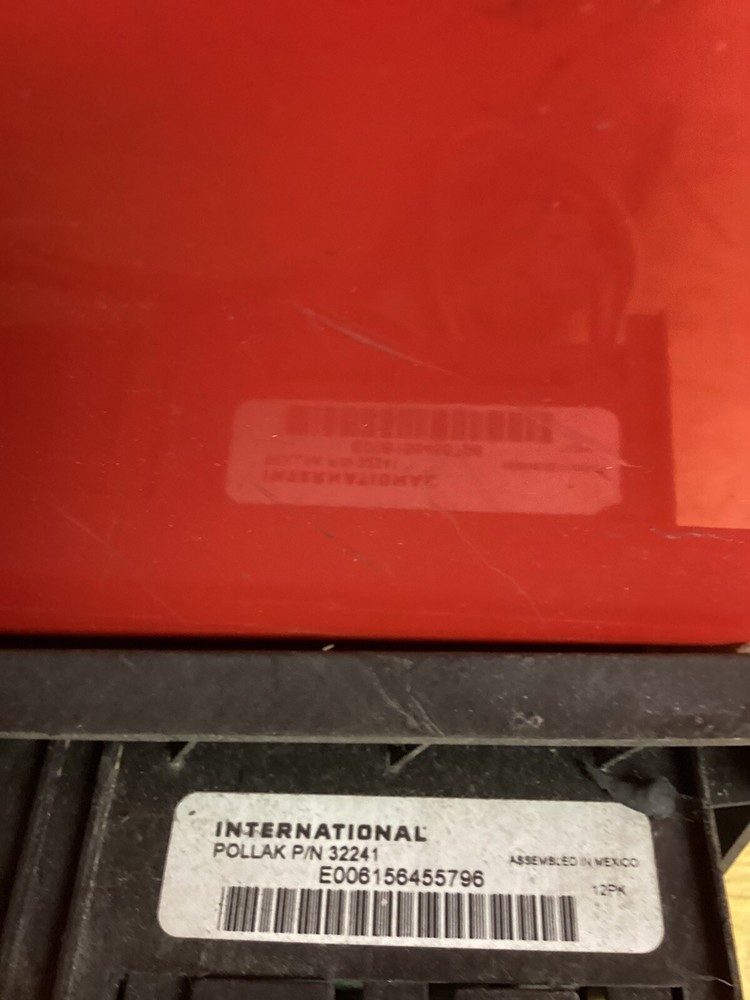 INTERNATIONAL
POLLAK P/N 32241
ASSEMBLED IN MEXICO
E006156455796
12PK